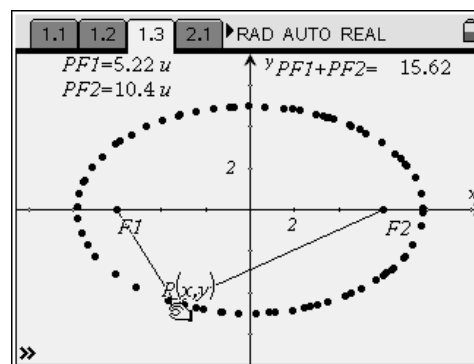 1.1 1.2 1.3 2.1 RAD AUTO REAL
PF1=5.22 u
y PF1+PF2= 15.62
PF2=10.4 u
2
x
F1 2 F2
P(x,y)